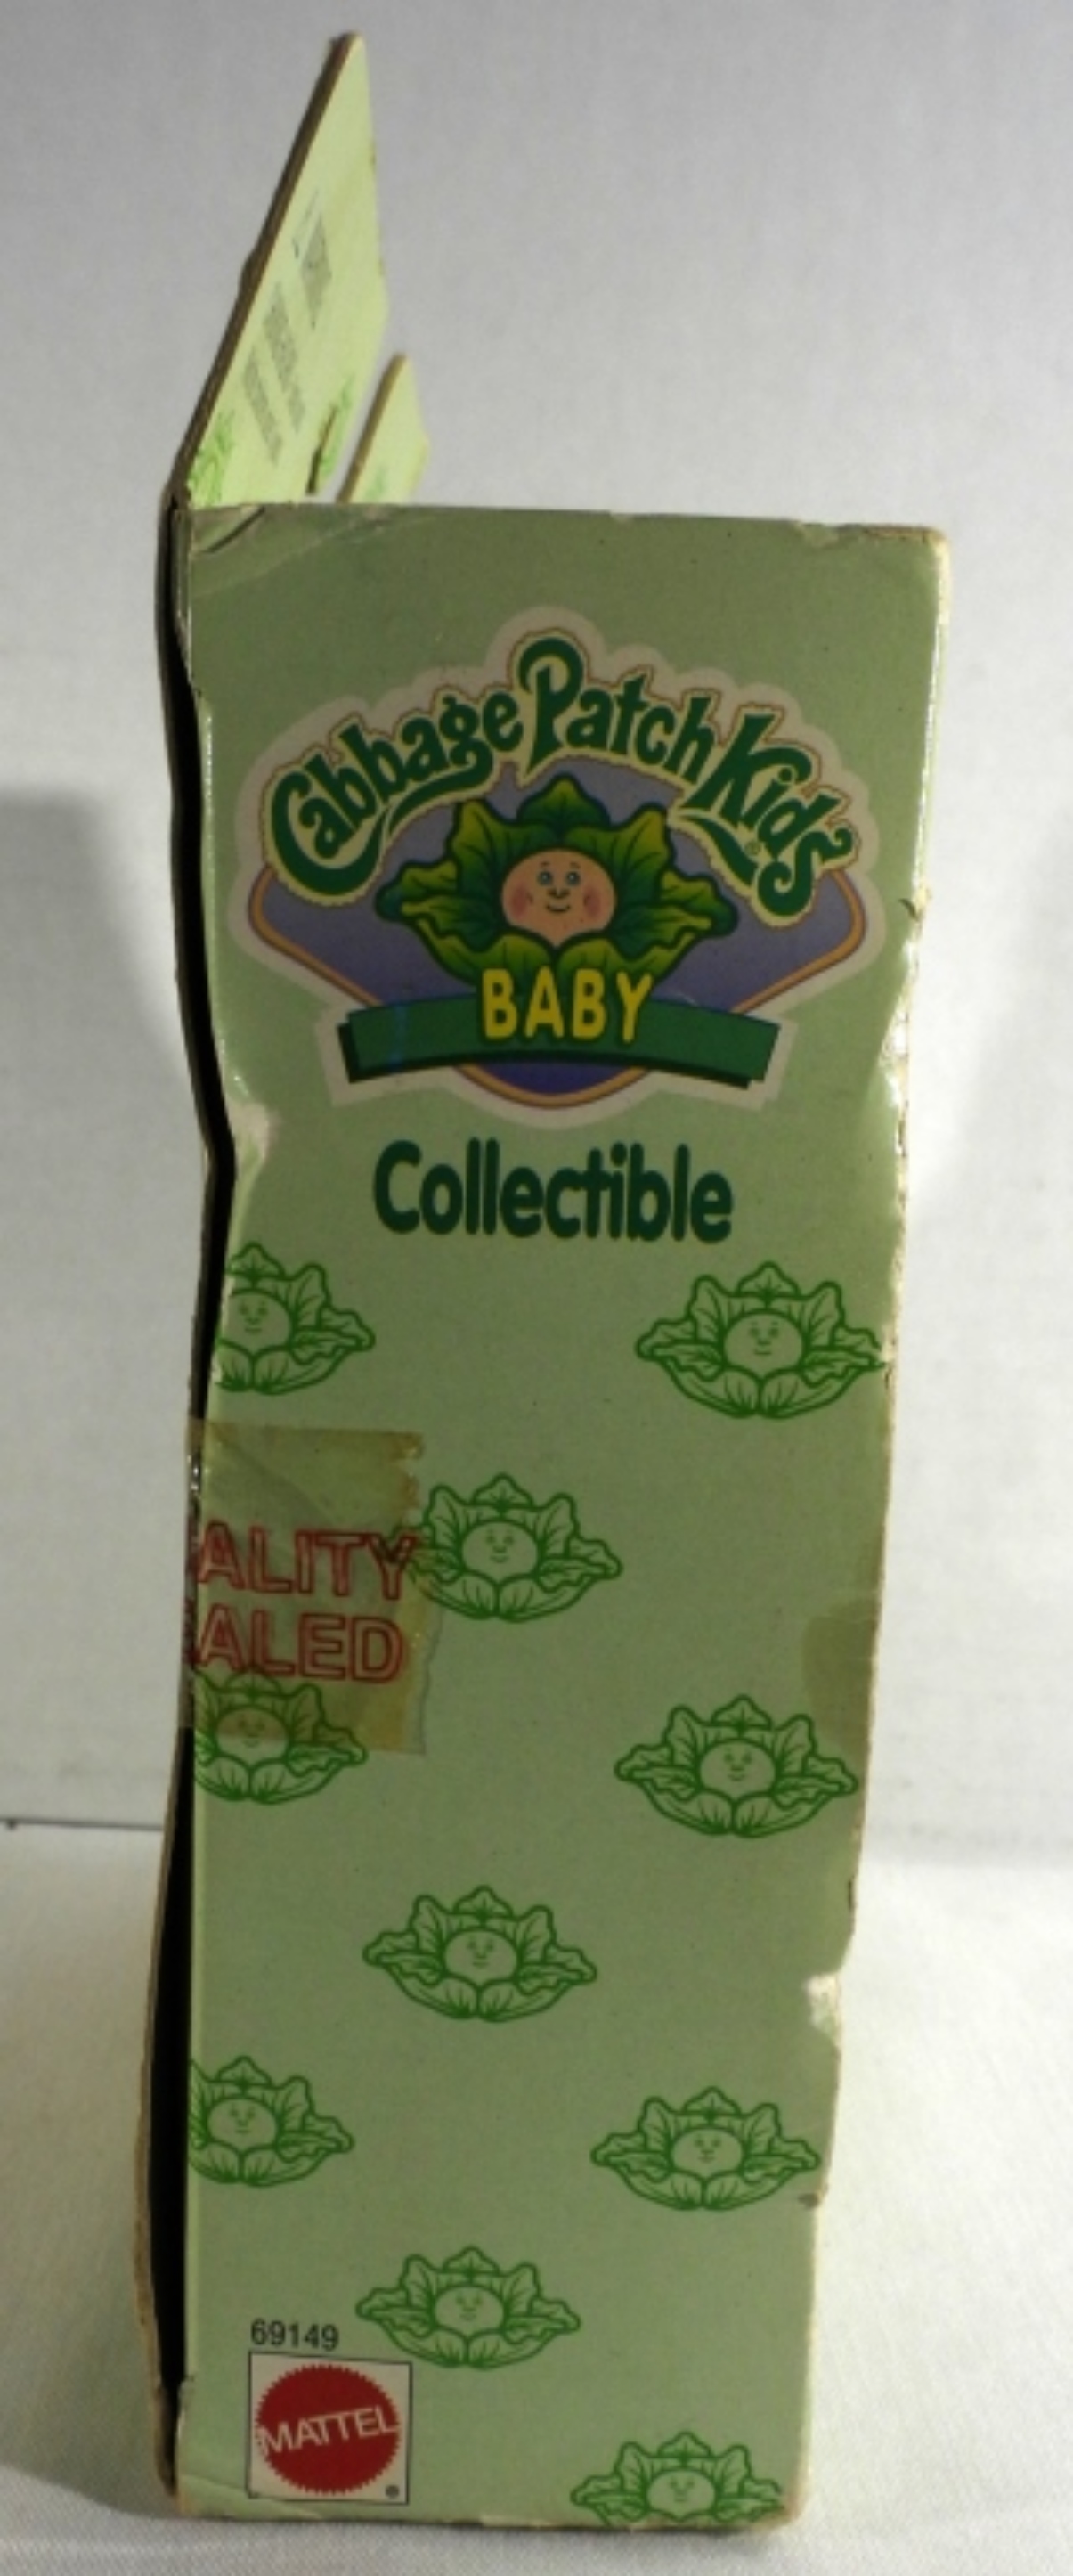 Cabbage Patch Kids®
BABY
Collectible
ALITY
ALED
69149
MATTEL
®